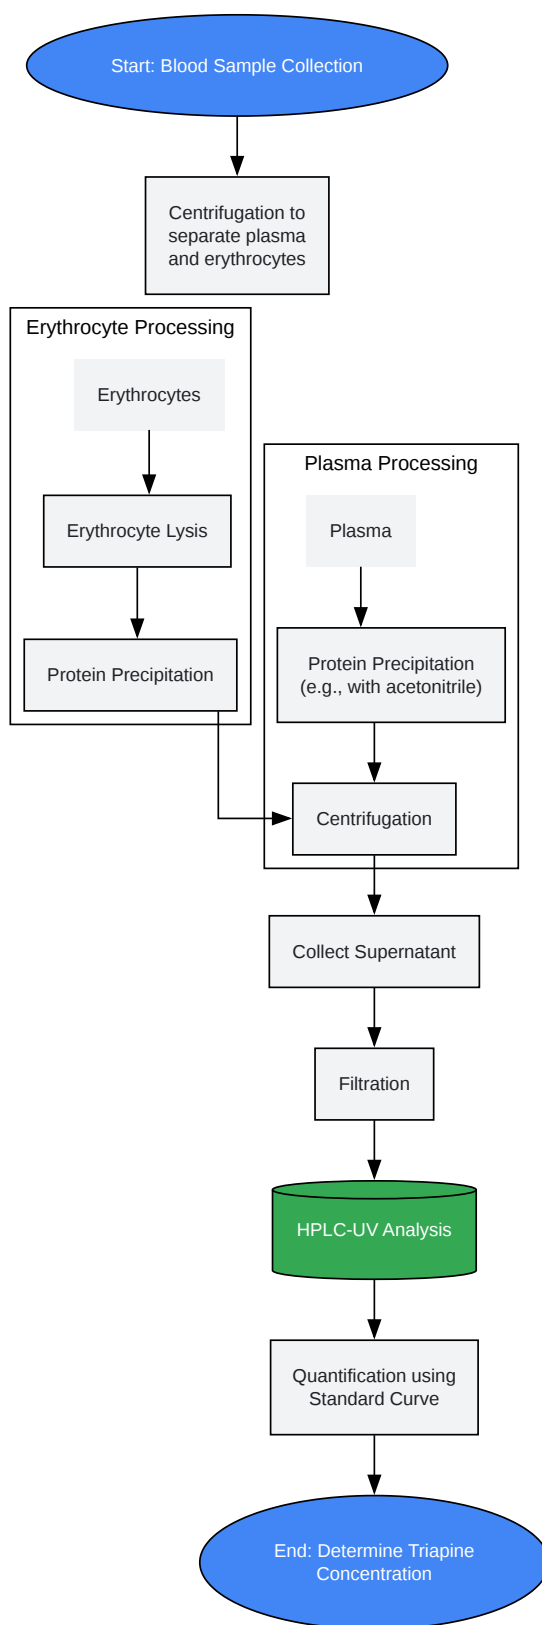 Start: Blood Sample Collection
Centrifugation to
separate plasma
and erythrocytes
Erythrocyte Processing
Erythrocytes
Erythrocyte Lysis
Protein Precipitation
Plasma Processing
Plasma
Protein Precipitation
(e.g., with acetonitrile)
Centrifugation
Collect Supernatant
Filtration
HPLC-UV Analysis
Quantification using
Standard Curve
End: Determine Triapine
Concentration